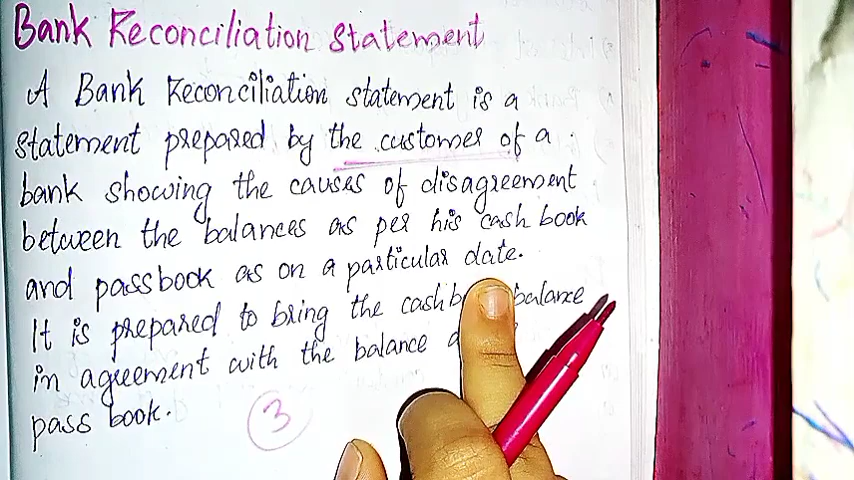 Bank Reconciliation Statement
A Bank Reconciliation statement is a
statement prepared by the customer of a
bank showing the causes of disagreement
between the balances as per his cash book
and passbook as on a particular date.
It is prepared to bring the cash balance
in agreement with the balance
pass book.
3